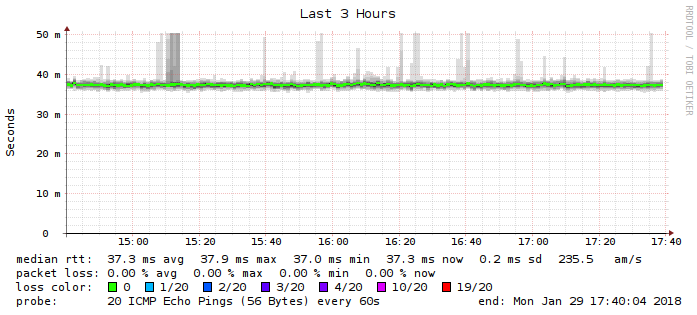 Last 3 Hours
RRDTOOL / TOBI OETIKER
Seconds
50 m
40 m
30 m
20 m
10 m
0
15:00 15:20 15:40 16:00 16:20 16:40 17:00 17:20 17:40
median rtt: 37.3 ms avg 37.9 ms max 37.0 ms min 37.3 ms now 0.2 ms sd 235.5 am/s
packet loss: 0.00 % avg 0.00 % max 0.00 % min 0.00 % now
loss color: 0 1/20 2/20 3/20 4/20 10/20 19/20
probe: 20 ICMP Echo Pings (56 Bytes) every 60s end: Mon Jan 29 17:40:04 2018